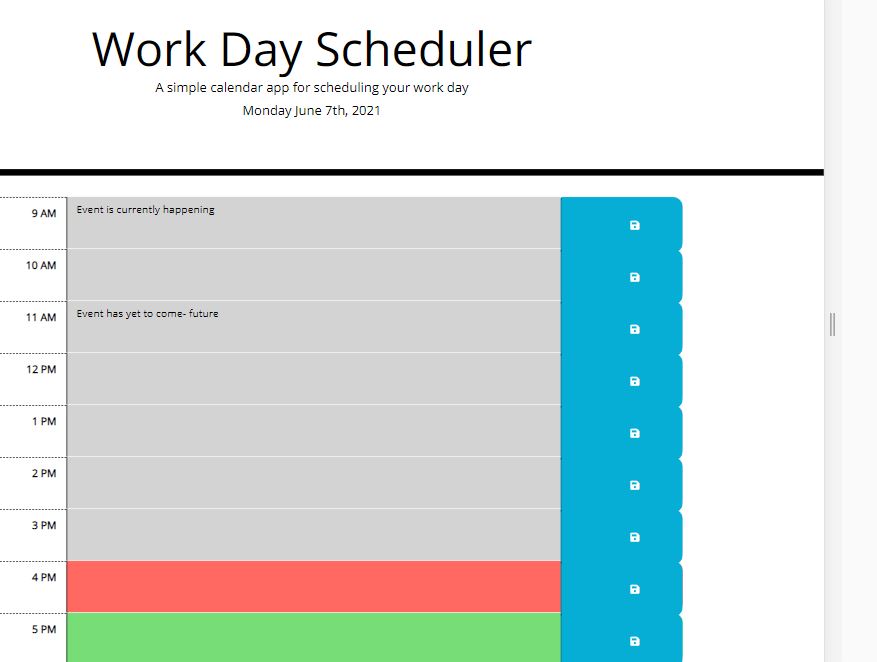 Work Day Scheduler
A simple calendar app for scheduling your work day
Monday June 7th, 2021
9 AM Event is currently happening
10 AM
11 AM Event has yet to come- future
12 PM
1 PM
2 PM
3 PM
4 PM
5 PM